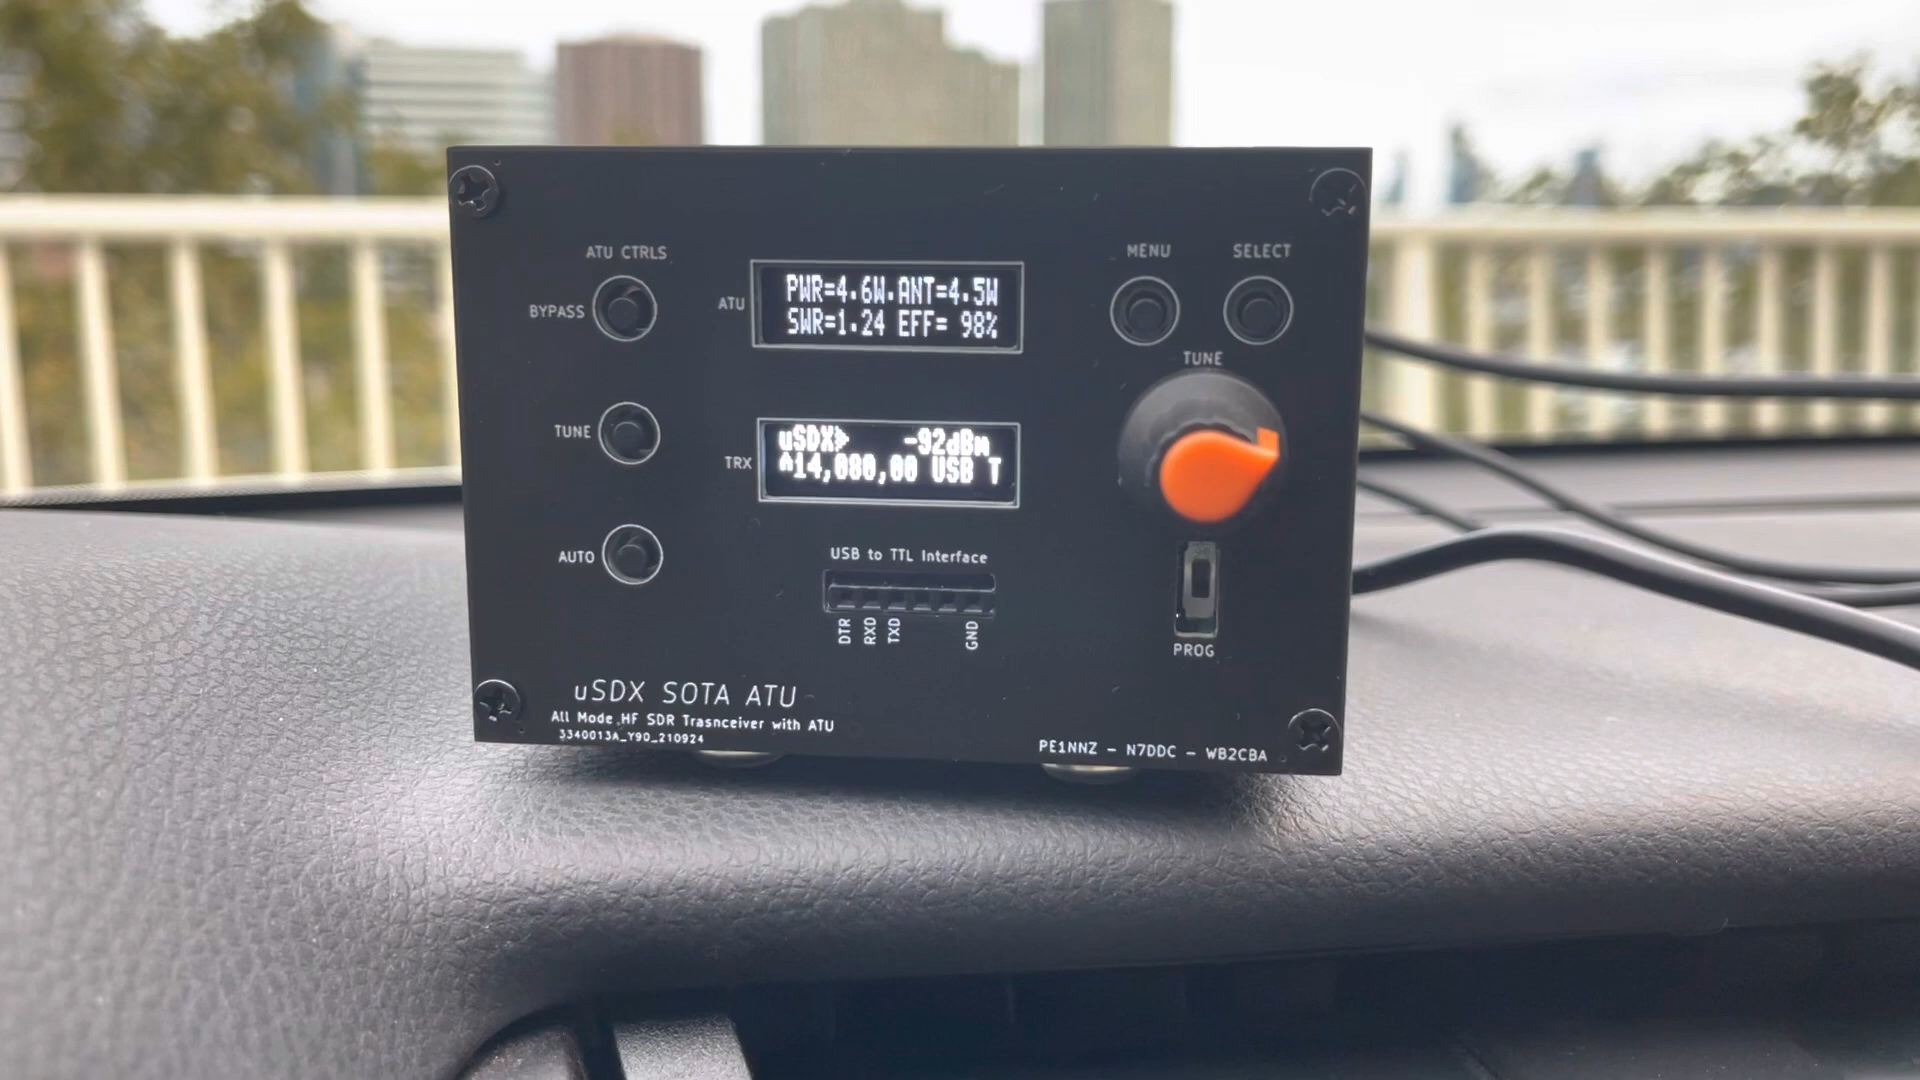 ATU CTRLS
BYPASS
TUNE
AUTO
ATU
PWR=4.6W.ANT=4.5W
SWR=1.24 EFF= 98%
TRX
uSDX -92dBm
14,080,00 USB T
MENU
SELECT
TUNE
PROG
USB to TTL Interface
DTR
RXD
TXD
GND
uSDX SOTA ATU
All Mode HF SDR Trasnceiver with ATU
3340013A_Y90_210924
PE1NNZ - N7DDC - WB2CBA